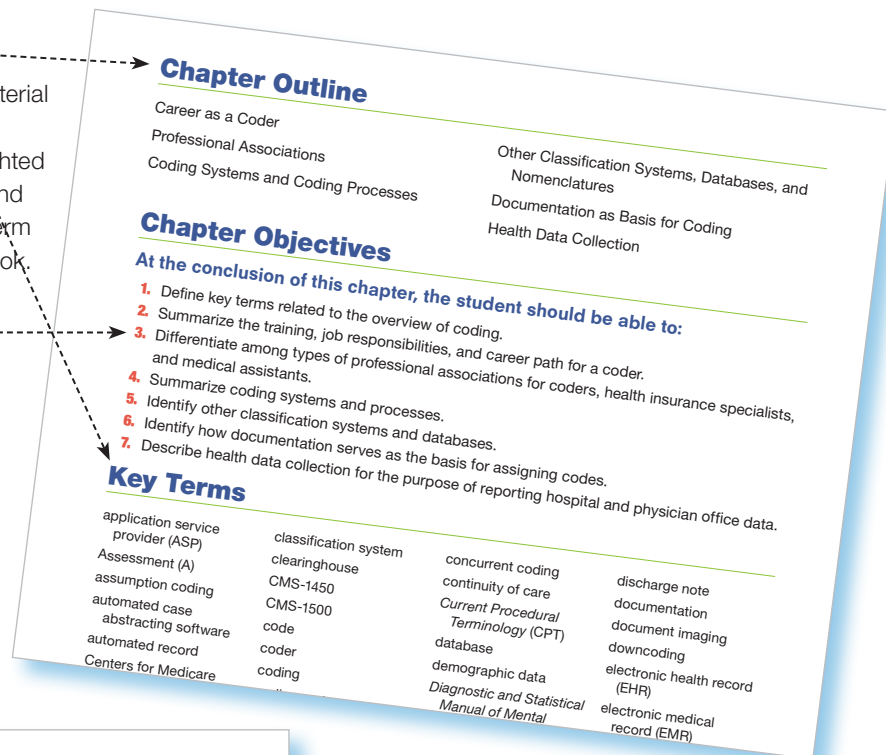 terial
hted
nd
erm
ok.
Chapter Outline
Career as a Coder
Professional Associations
Coding Systems and Coding Processes
Other Classification Systems, Databases, and
Nomenclatures
Documentation as Basis for Coding
Health Data Collection
Chapter Objectives
At the conclusion of this chapter, the student should be able to:
1. Define key terms related to the overview of coding.
2. Summarize the training, job responsibilities, and career path for a coder.
3. Differentiate among types of professional associations for coders, health insurance specialists,
and medical assistants.
4. Summarize coding systems and processes.
5. Identify other classification systems and databases.
6. Identify how documentation serves as the basis for assigning codes.
7. Describe health data collection for the purpose of reporting hospital and physician office data.
Key Terms
application service
provider (ASP)
Assessment (A)
assumption coding
automated case
abstracting software
automated record
Centers for Medicare
classification system
clearinghouse
CMS-1450
CMS-1500
code
coder
coding
concurrent coding
continuity of care
Current Procedural
Terminology (CPT)
database
demographic data
Diagnostic and Statistical
Manual of Mental
discharge note
documentation
document imaging
downcoding
electronic health record
(EHR)
electronic medical
record (EMR)